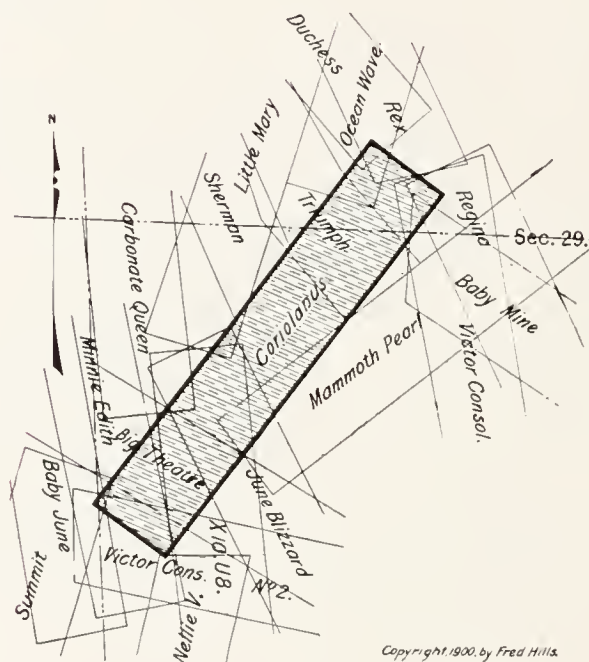 Duchess
Ocean Wave.
Rex
N
Little Mary
Sherman
Carbonate Queen
Triumph.
Regina
Sec. 29.
Baby Mine
Coriolanus
Victor Consol.
Mammoth Pearl
Minnie Edith
Big Theatre
Baby June
June Blizzard
X10U8.
No 2.
Summit
Victor Cons.
Nettie V.
Copyright, 1900, by Fred Hills.